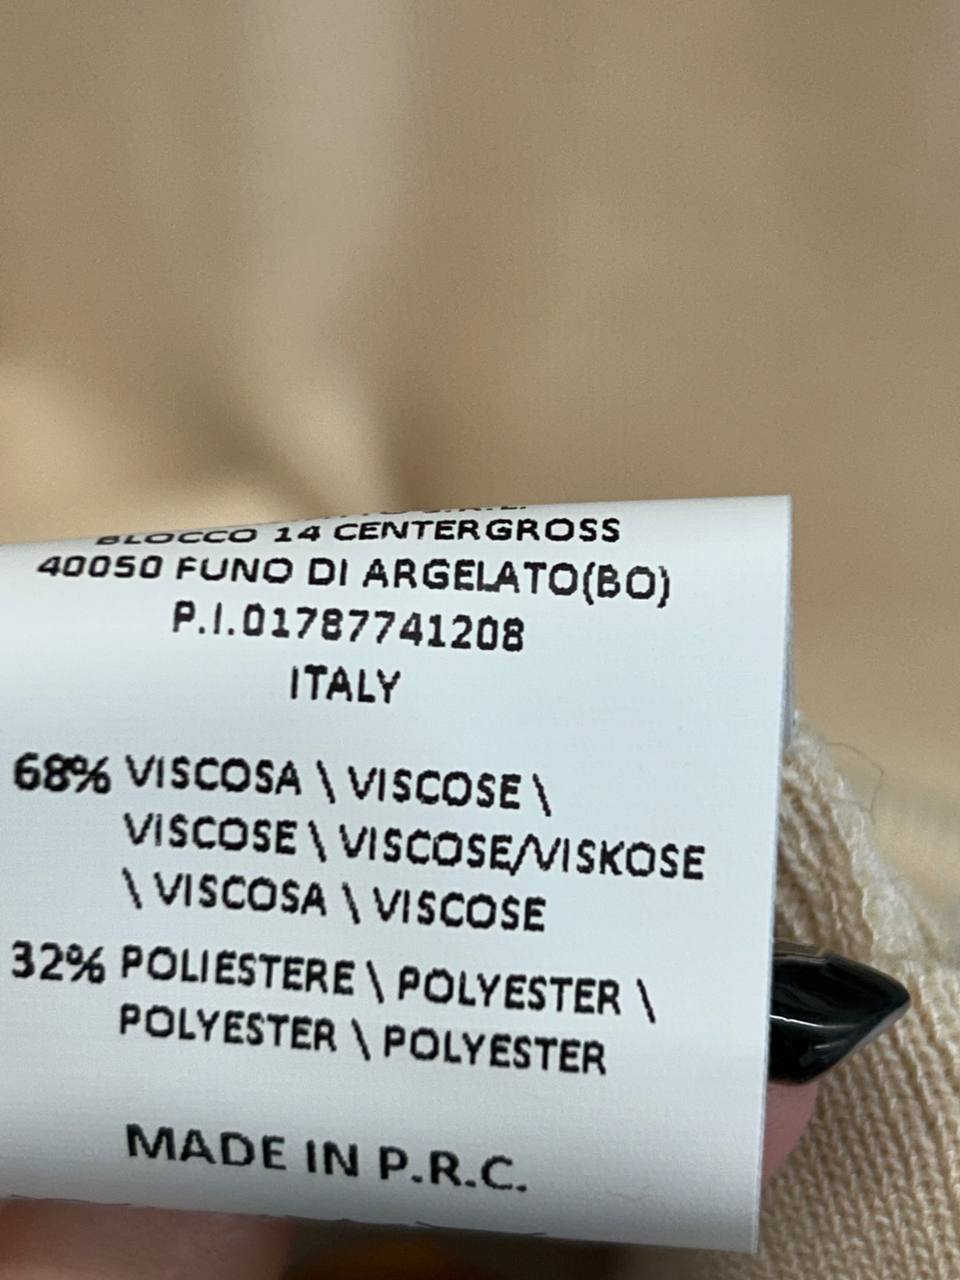 BLOCCO 14 CENTERGROSS
40050 FUNO DI ARGELATO(BO)
P.I.01787741208
ITALY
68% VISCOSA \ VISCOSE \
VISCOSE \ VISCOSE/VISKOSE
\ VISCOSA \ VISCOSE
32% POLIESTERE \ POLYESTER \
POLYESTER \ POLYESTER
MADE IN P.R.C.